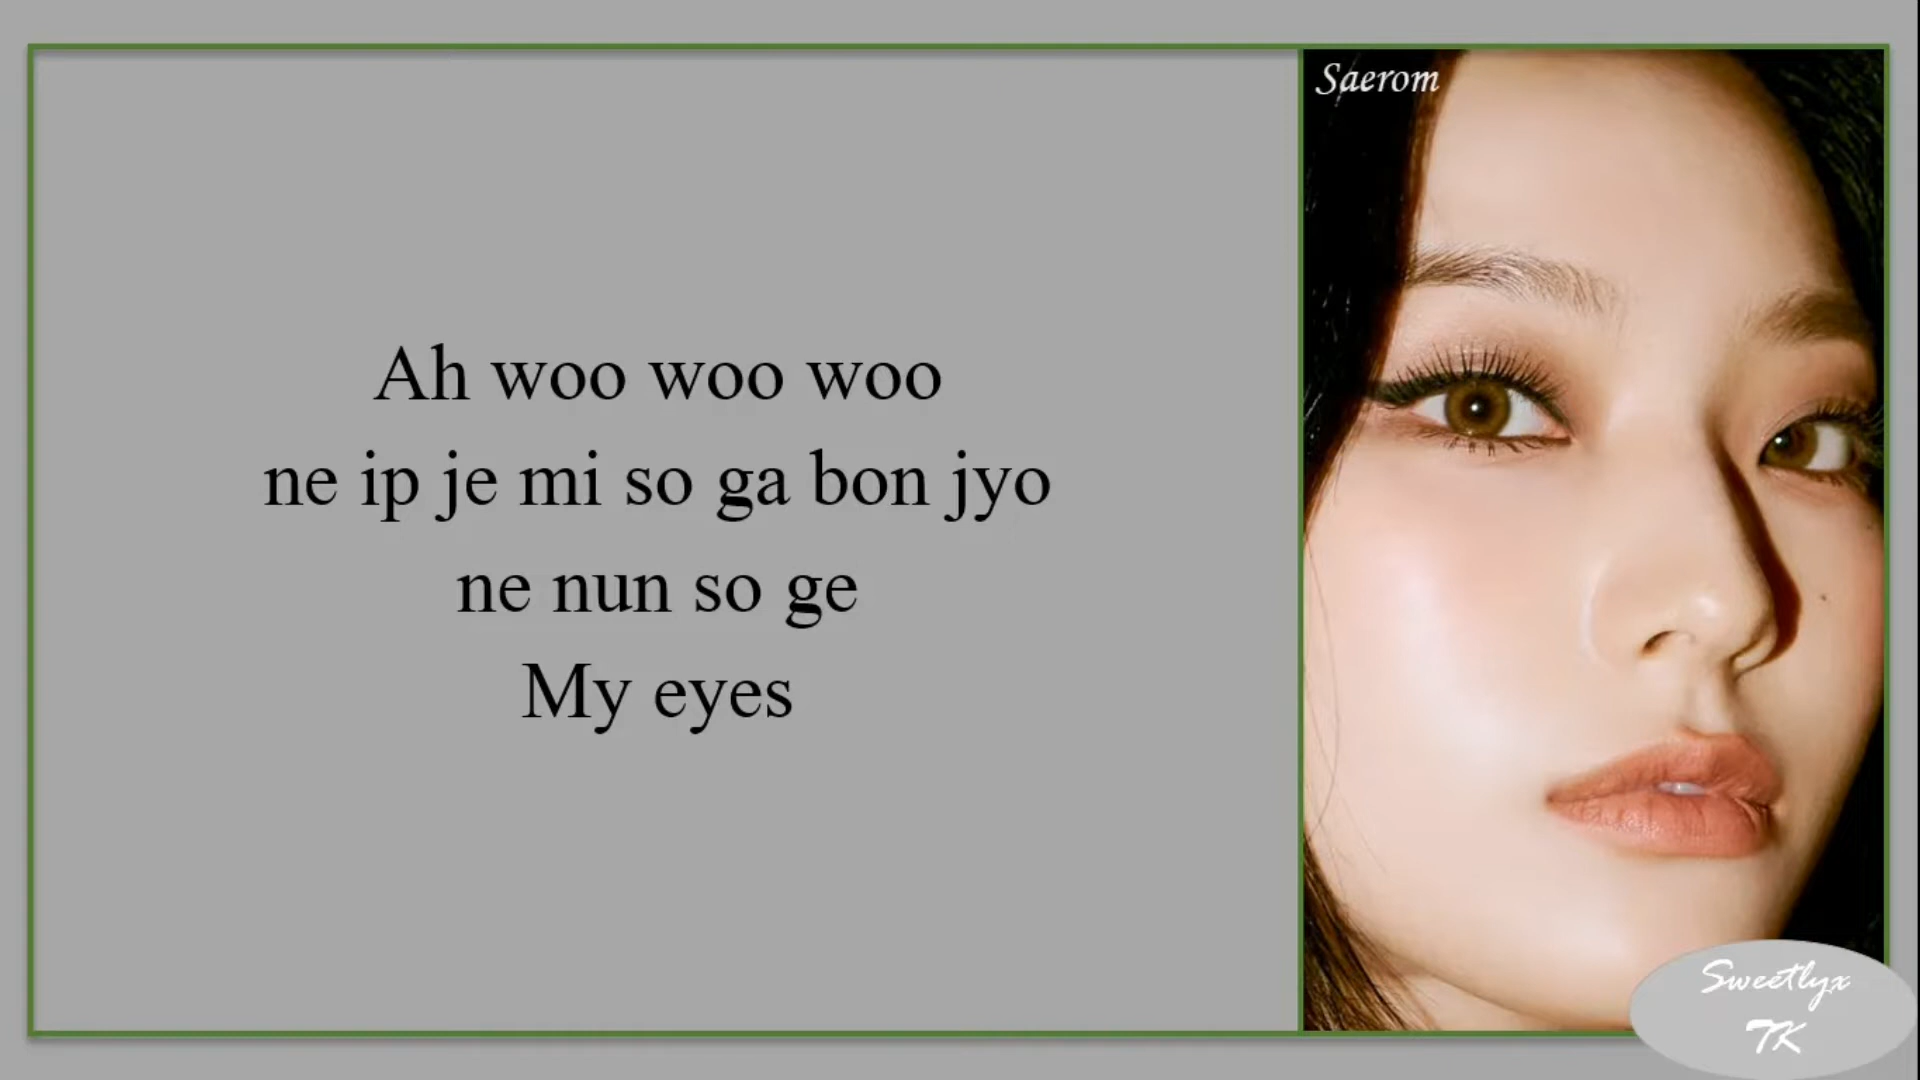 Saerom
Ah woo woo woo
ne ip je mi so ga bon jyo
ne nun so ge
My eyes
Sweetlyx
TK